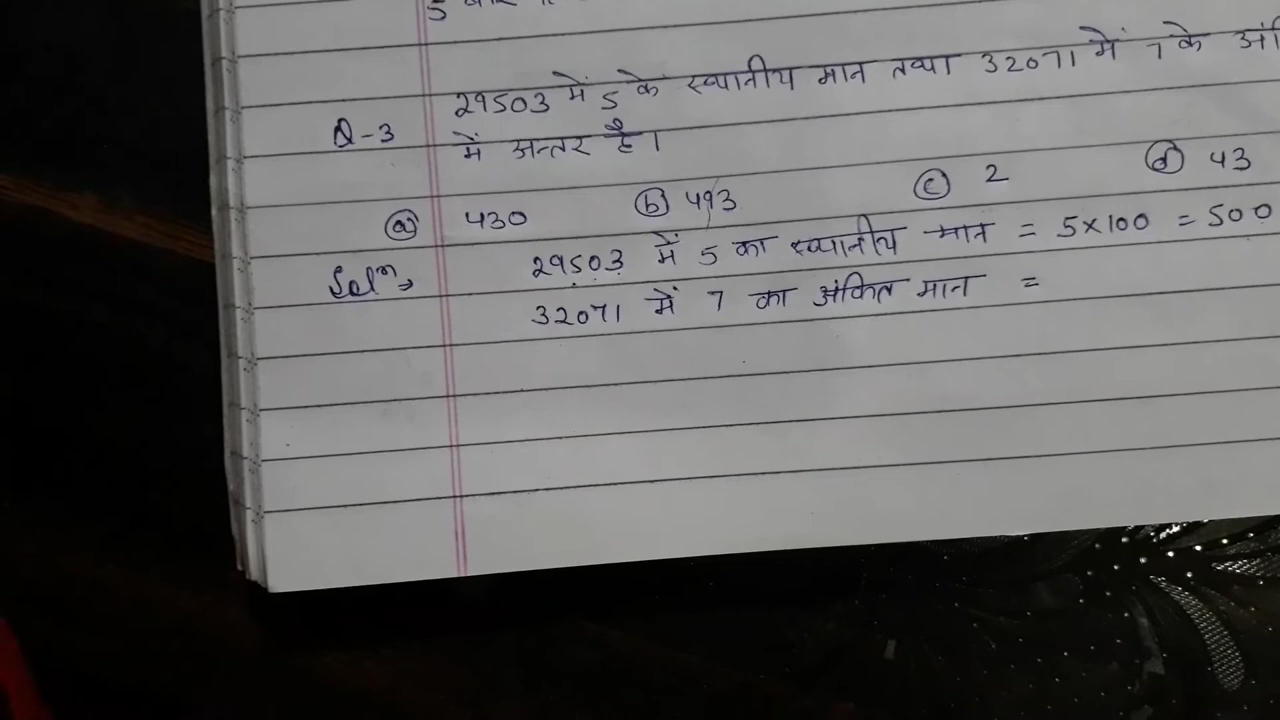 5 बार
29503 में 5 के स्थानीय मान तथा 32071 में 7 के
Q-3
में अन्तर है।
(a) 430 (b) 493 (c) 2 (d) 43
Solⁿ→ 29503 में 5 का स्थानीय मान = 5×100 = 500
32071 में 7 का अंकित मान =